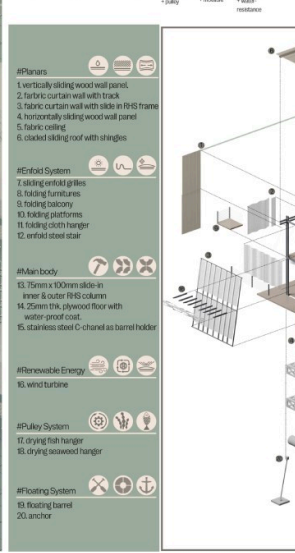 + pulley
+ water-
resistance
#Planars
1. vertically sliding wood wall panel.
2. farbric curtain wall with track
3. fabric curtain wall with slide in RHS frame
4. horizontally sliding wood wall panel
5. fabric ceiling
6. claded sliding roof with shingles
#Enfold System
7. sliding enfold grilles
8. folding furnitures
9. folding balcony
10. folding platforms
11. folding cloth hanger
12. enfold steel stair
#Main body
13. 75mm x 100mm slide-in
inner & outer RHS column
14. 25mm thk. plywood floor with
water-proof coat.
15. stainless steel C-chanel as barrel holder
#Renewable Energy
16. wind turbine
#Pulley System
17. drying fish hanger
18. drying seaweed hanger
#Floating System
19. floating barrel
20. anchor